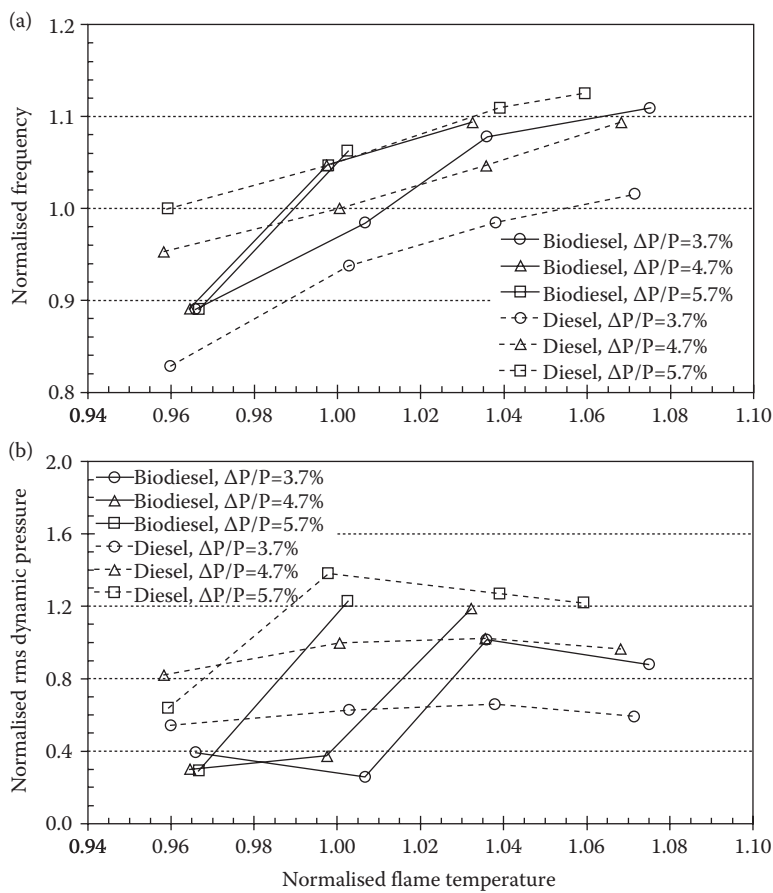 (a)
1.2
1.1
1.0
0.9
0.8
Normalised frequency
Biodiesel, ΔP/P=3.7%
Biodiesel, ΔP/P=4.7%
Biodiesel, ΔP/P=5.7%
Diesel, ΔP/P=3.7%
Diesel, ΔP/P=4.7%
Diesel, ΔP/P=5.7%
0.94 0.96 0.98 1.00 1.02 1.04 1.06 1.08 1.10
(b)
2.0
1.6
1.2
0.8
0.4
0.0
Normalised rms dynamic pressure
Biodiesel, ΔP/P=3.7%
Biodiesel, ΔP/P=4.7%
Biodiesel, ΔP/P=5.7%
Diesel, ΔP/P=3.7%
Diesel, ΔP/P=4.7%
Diesel, ΔP/P=5.7%
0.94 0.96 0.98 1.00 1.02 1.04 1.06 1.08 1.10
Normalised flame temperature